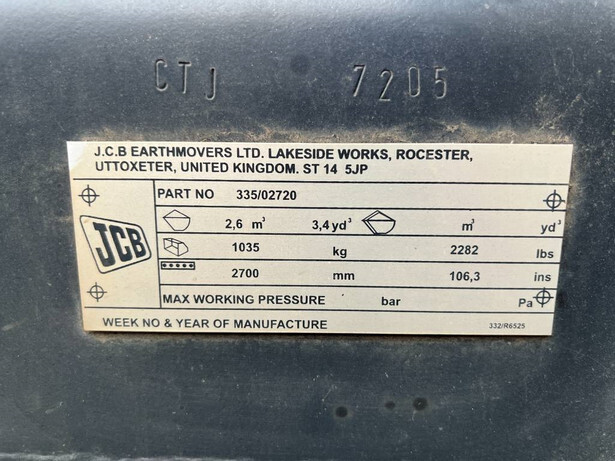 CTJ 7205
J.C.B EARTHMOVERS LTD. LAKESIDE WORKS, ROCESTER,
UTTOXETER, UNITED KINGDOM. ST 14 5JP
PART NO 335/02720
2,6 m³ 3,4 yd³ m³ yd³
JCB
1035 kg 2282 lbs
2700 mm 106,3 ins
MAX WORKING PRESSURE bar Pa
WEEK NO & YEAR OF MANUFACTURE 332/R6525